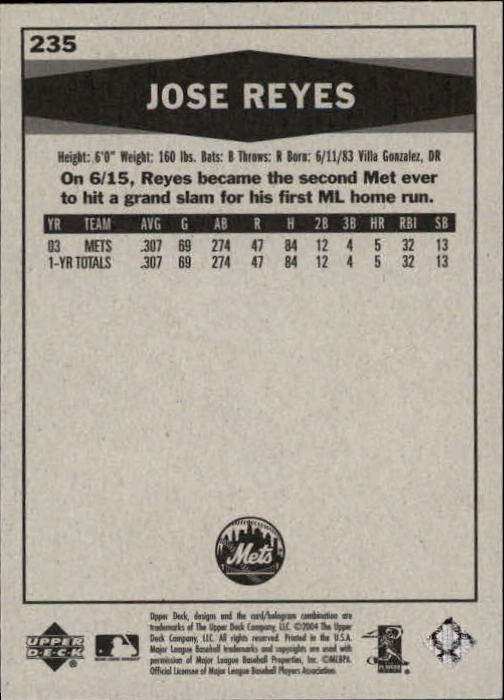 235
JOSE REYES
Height: 6'0" Weight: 160 lbs. Bats: B Throws: R Born: 6/11/83 Villa Gonzalez, DR
On 6/15, Reyes became the second Met ever
to hit a grand slam for his first ML home run.
YR TEAM AVG G AB R H 2B 3B HR RBI SB
03 METS .307 69 274 47 84 12 4 5 32 13
1-YR TOTALS .307 69 274 47 84 12 4 5 32 13
Mets
Upper Deck, designs and the card/hologram combination are
trademarks of The Upper Deck Company, LLC. ©2004 The Upper
Deck Company, LLC. All rights reserved. Printed in the U.S.A.
Major League Baseball trademarks and copyrights are used with
permission of Major League Baseball Properties, Inc. ©MLBPA
Official Licensee of Major League Baseball Players Association.
UPPER
DECK
PLAYERS